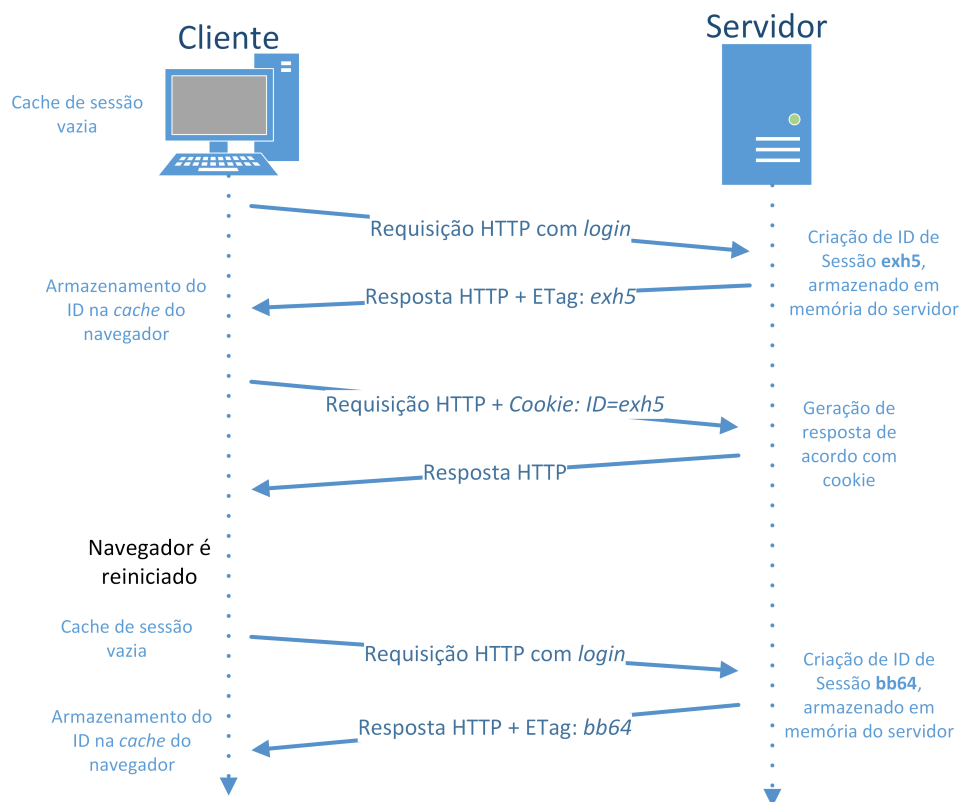 Cliente
Servidor
Cache de sessão
vazia
Requisição HTTP com login
Criação de ID de
Sessão exh5,
armazenado em
memória do servidor
Armazenamento do
ID na cache do
navegador
Resposta HTTP + ETag: exh5
Requisição HTTP + Cookie: ID=exh5
Geração de
resposta de
acordo com
cookie
Resposta HTTP
Navegador é
reiniciado
Cache de sessão
vazia
Requisição HTTP com login
Criação de ID de
Sessão bb64,
armazenado em
memória do servidor
Armazenamento do
ID na cache do
navegador
Resposta HTTP + ETag: bb64